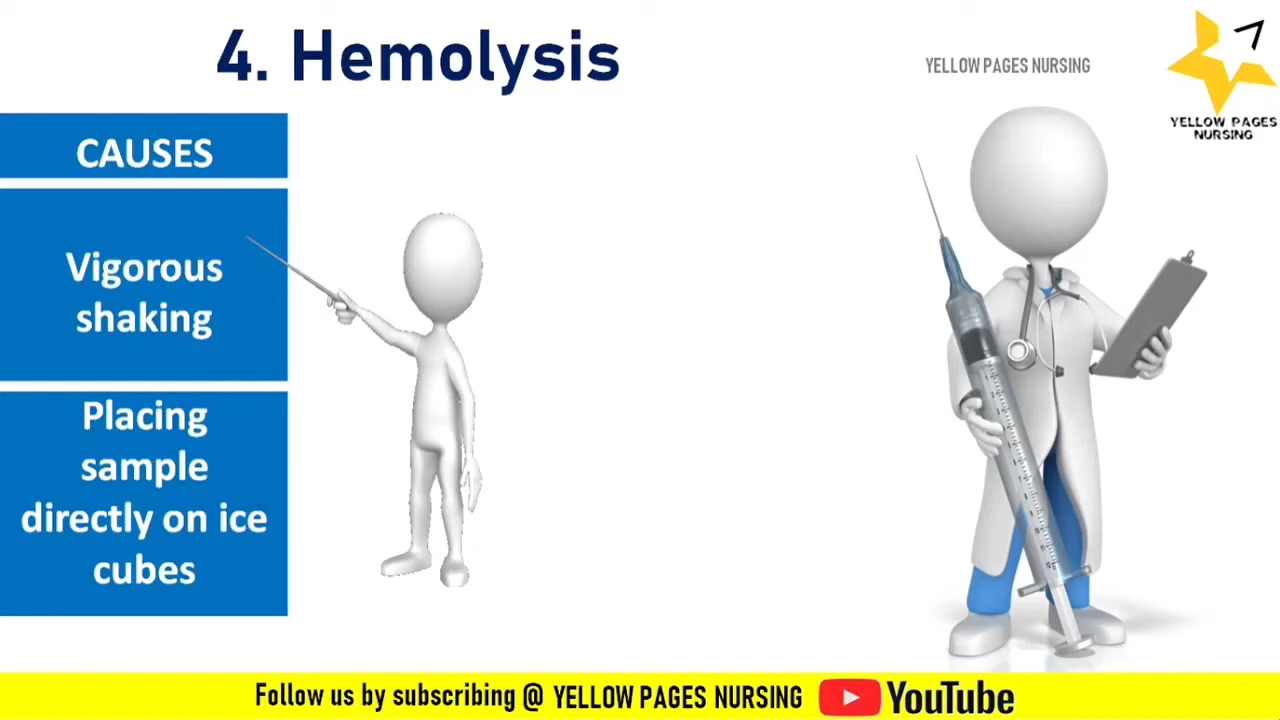 4. Hemolysis
YELLOW PAGES NURSING
YELLOW PAGES
NURSING
CAUSES
Vigorous
shaking
Placing
sample
directly on ice
cubes
Follow us by subscribing @ YELLOW PAGES NURSING YouTube